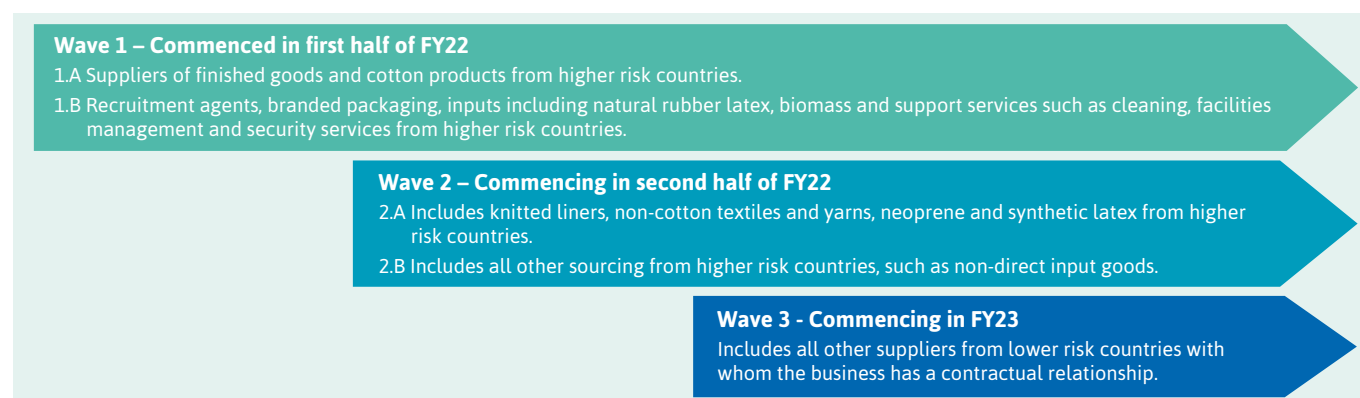 Wave 1 – Commenced in first half of FY22
1.A Suppliers of finished goods and cotton products from higher risk countries.
1.B Recruitment agents, branded packaging, inputs including natural rubber latex, biomass and support services such as cleaning, facilities
management and security services from higher risk countries.
Wave 2 – Commencing in second half of FY22
2.A Includes knitted liners, non-cotton textiles and yarns, neoprene and synthetic latex from higher
risk countries.
2.B Includes all other sourcing from higher risk countries, such as non-direct input goods.
Wave 3 - Commencing in FY23
Includes all other suppliers from lower risk countries with
whom the business has a contractual relationship.